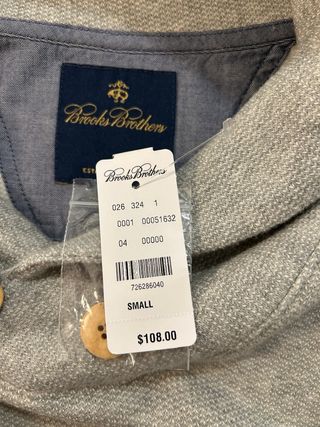 Brooks Brothers
EST
Brooks Brothers
026 324 1
0001 00051632
04 00000
726286040
SMALL
$108.00